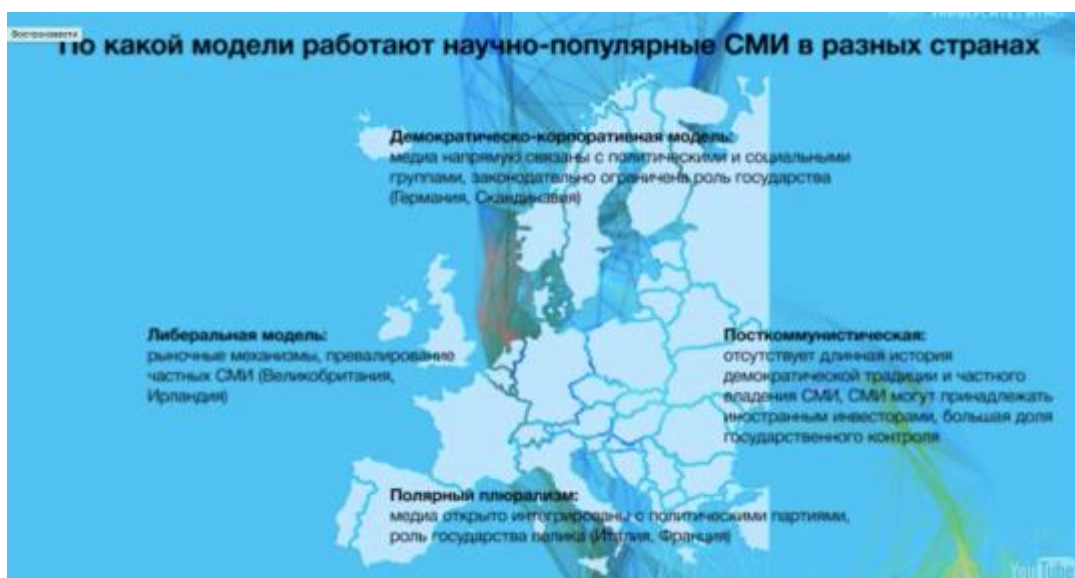 По какой модели работают научно-популярные СМИ в разных странах
Демократическо-корпоративная модель:
медиа напрямую связаны с политическими и социальными
группами, законодательно ограничена роль государства
(Германия, Скандинавия)
Либеральная модель:
рыночные механизмы, превалирование
частных СМИ (Великобритания,
Ирландия)
Посткоммунистическая:
отсутствует длинная история
демократической традиции и частного
владения СМИ, СМИ могут принадлежать
иностранным инвесторами, большая доля
государственного контроля
Полярный плюрализм:
медиа открыто интегрированы с политическими партиями,
роль государства велика (Италия, Франция)
YouTube